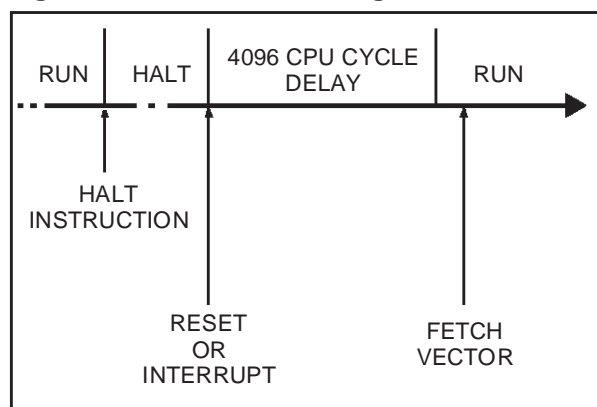 RUN
HALT
4096 CPU CYCLE
DELAY
RUN
HALT
INSTRUCTION
RESET
OR
INTERRUPT
FETCH
VECTOR